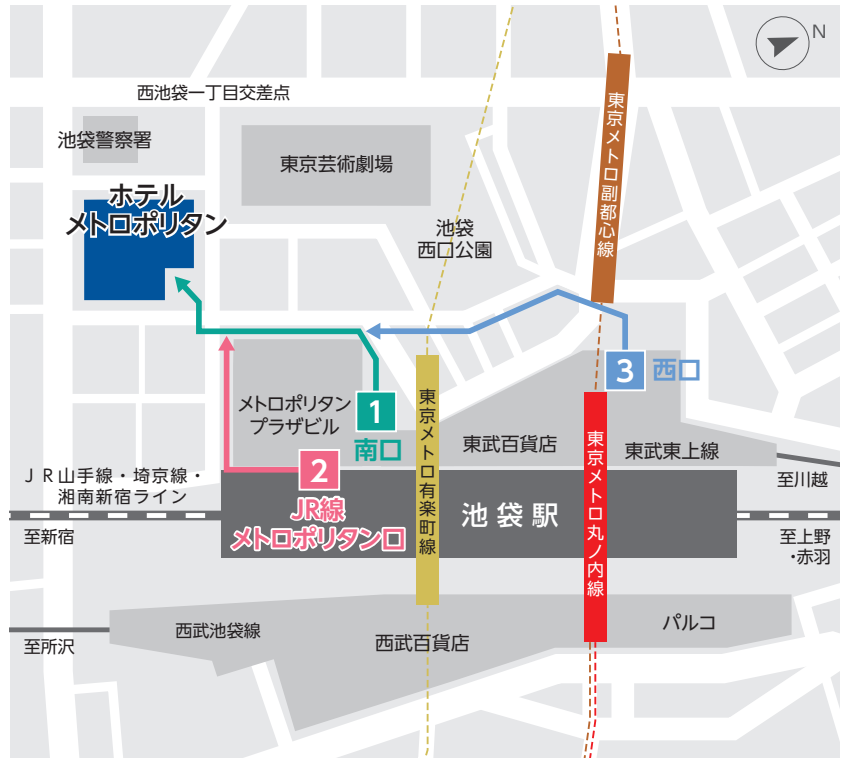 N
西池袋一丁目交差点
池袋警察署
東京芸術劇場
ホテル
メトロポリタン
池袋
西口公園
東京メトロ副都心線
3
西口
メトロポリタン
プラザビル
1
南口
東京メトロ有楽町線
東武百貨店
東京メトロ丸ノ内線
東武東上線
至川越
2
JR線
メトロポリタン口
ＪＲ山手線・埼京線・
湘南新宿ライン
至新宿
池袋駅
至上野
・赤羽
至所沢
西武池袋線
西武百貨店
パルコ